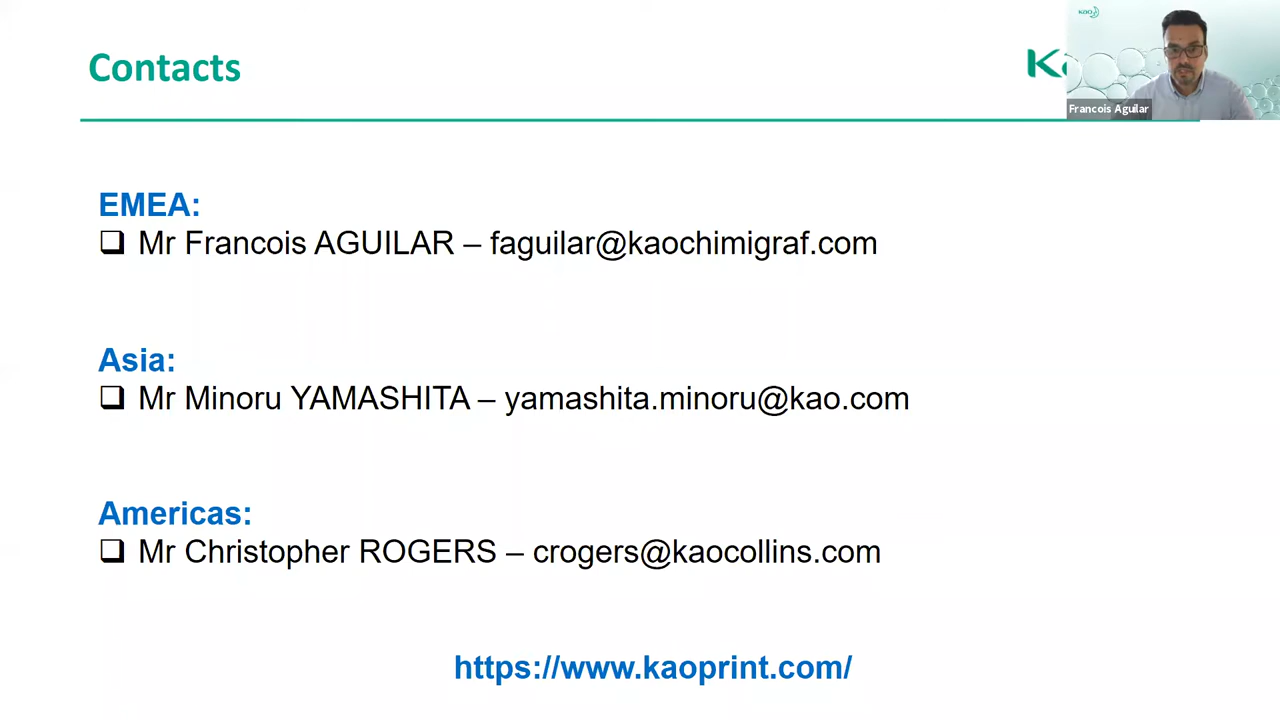 Contacts
Kao
Francois Aguilar
EMEA:
Mr Francois AGUILAR – faguilar@kaochimigraf.com
Asia:
Mr Minoru YAMASHITA – yamashita.minoru@kao.com
Americas:
Mr Christopher ROGERS – crogers@kaocollins.com
https://www.kaoprint.com/